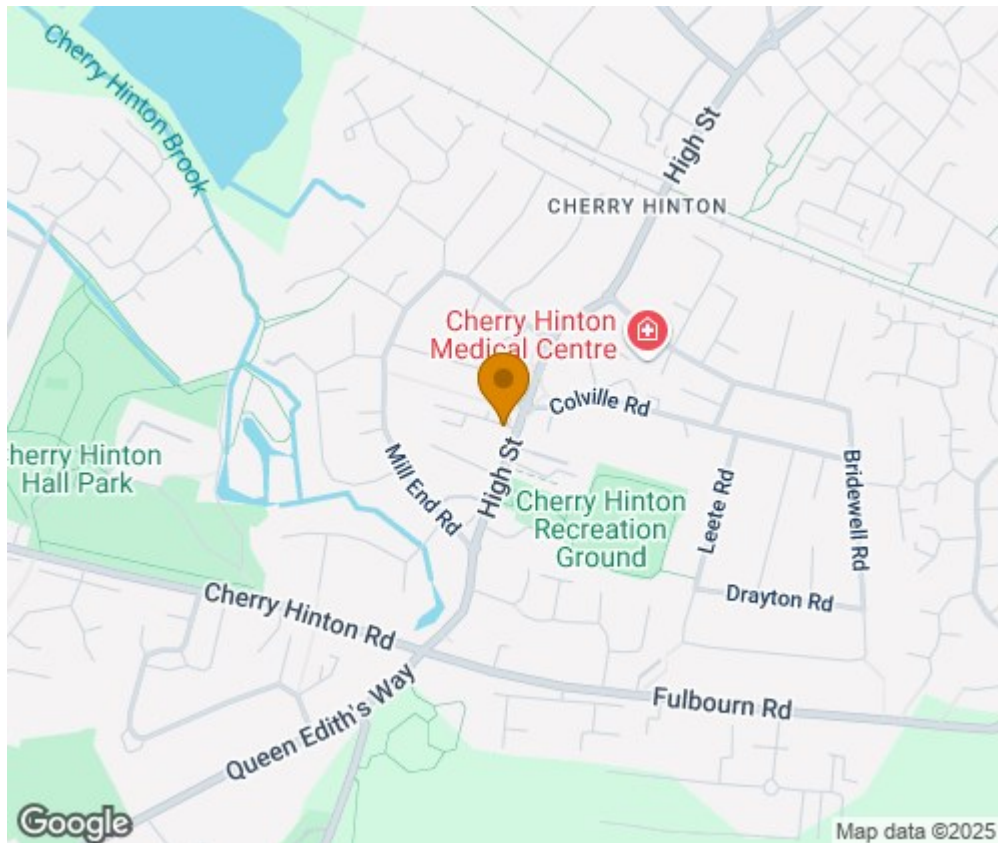 Cherry Hinton Brook
High St
CHERRY HINTON
Cherry Hinton
Medical Centre
Colville Rd
High St
Mill End Rd
herry Hinton
Hall Park
Cherry Hinton
Recreation
Ground
Leete Rd
Bridewell Rd
Drayton Rd
Cherry Hinton Rd
Queen Edith's Way
Fulbourn Rd
Google
Map data ©2025